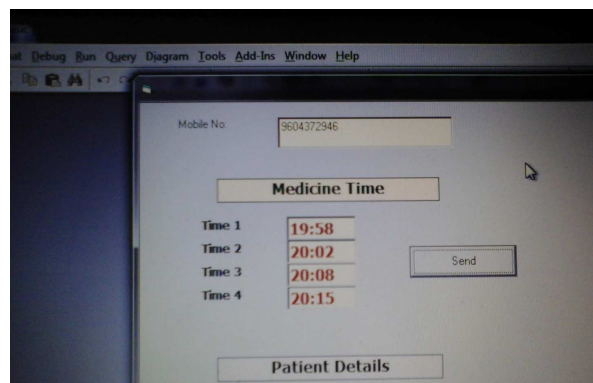 Debug Run Query Diagram Tools Add-Ins Window Help
Mobile No:
9604372946
Medicine Time
Time 1 19:58
Time 2 20:02
Send
Time 3 20:08
Time 4 20:15
Patient Details